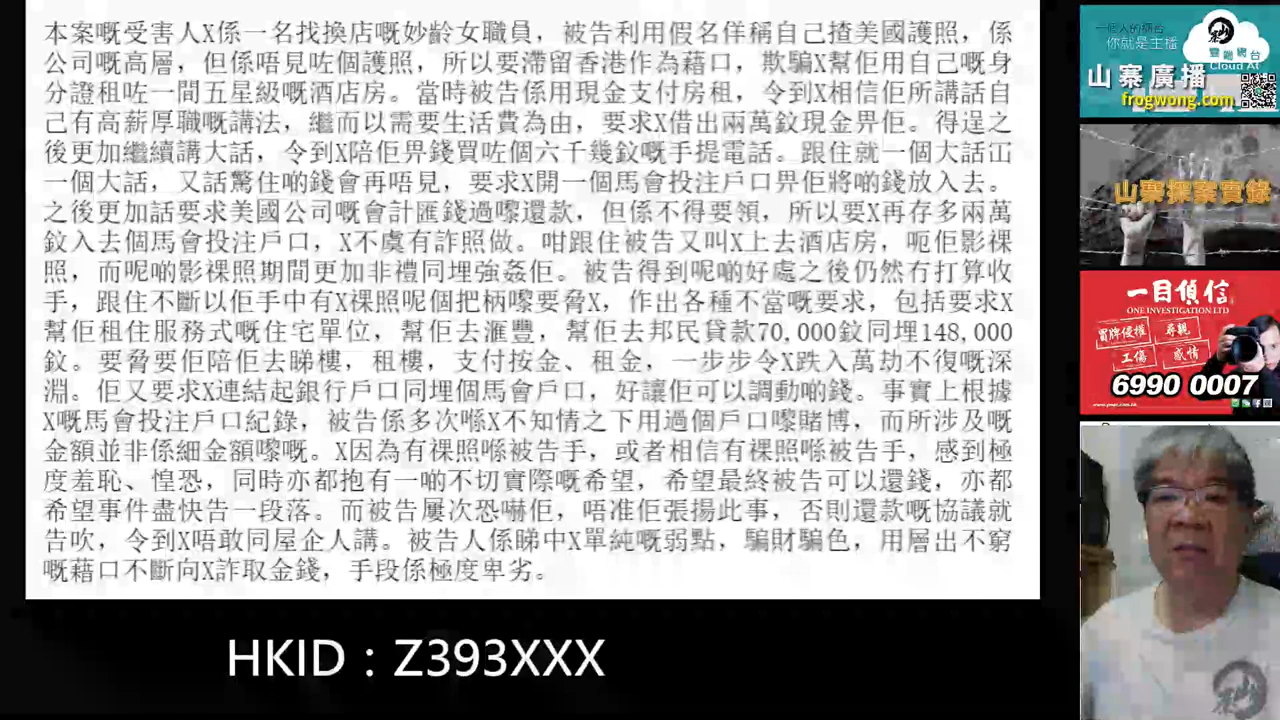 本案嘅受害人X係一名找換店嘅妙齡女職員，被告利用假名佯稱自己揸美國護照，係
公司嘅高層，但係唔見咗個護照，所以要滯留香港作為藉口，欺騙X幫佢用自己嘅身
分證租咗一間五星級嘅酒店房。當時被告係用現金支付房租，令到X相信佢所講話自
己有高薪厚職嘅講法，繼而以需要生活費為由，要求X借出兩萬鈫現金畀佢。得逞之
後更加繼續講大話，令到X陪佢畀錢買咗個六千幾鈫嘅手提電話。跟住就一個大話冚
一個大話，又話驚住啲錢會再唔見，要求X開一個馬會投注戶口畀佢將啲錢放入去。
之後更加話要求美國公司嘅會計匯錢過嚟還款，但係不得要領，所以要X再存多兩萬
鈫入去個馬會投注戶口，X不虞有詐照做。咁跟住被告又叫X上去酒店房，呃佢影裸
照，而呢啲影裸照期間更加非禮同埋強姦佢。被告得到呢啲好處之後仍然冇打算收
手，跟住不斷以佢手中有X裸照呢個把柄嚟要脅X，作出各種不當嘅要求，包括要求X
幫佢租住服務式嘅住宅單位，幫佢去滙豐，幫佢去邦民貸款70,000鈫同埋148,000
鈫。要脅要佢陪佢去睇樓，租樓，支付按金、租金，一步步令X跌入萬劫不復嘅深
淵。佢又要求X連結起銀行戶口同埋個馬會戶口，好讓佢可以調動啲錢。事實上根據
X嘅馬會投注戶口紀錄，被告係多次喺X不知情之下用過個戶口嚟賭博，而所涉及嘅
金額並非係細金額嚟嘅。X因為有裸照喺被告手，或者相信有裸照喺被告手，感到極
度羞恥、惶恐，同時亦都抱有一啲不切實際嘅希望，希望最終被告可以還錢，亦都
希望事件盡快告一段落。而被告屢次恐嚇佢，唔准佢張揚此事，否則還款嘅協議就
告吹，令到X唔敢同屋企人講。被告人係睇中X單純嘅弱點，騙財騙色，用層出不窮
嘅藉口不斷向X詐取金錢，手段係極度卑劣。
HKID：Z393XXX
一個人的擂台
你就是主播
雲端網台
Cloud At
山寨廣播
frogwong.com
山寨探案實錄
一目偵信
ONE INVESTIGATION LTD
冒牌侵權
尋親
工傷
感情
6990 0007